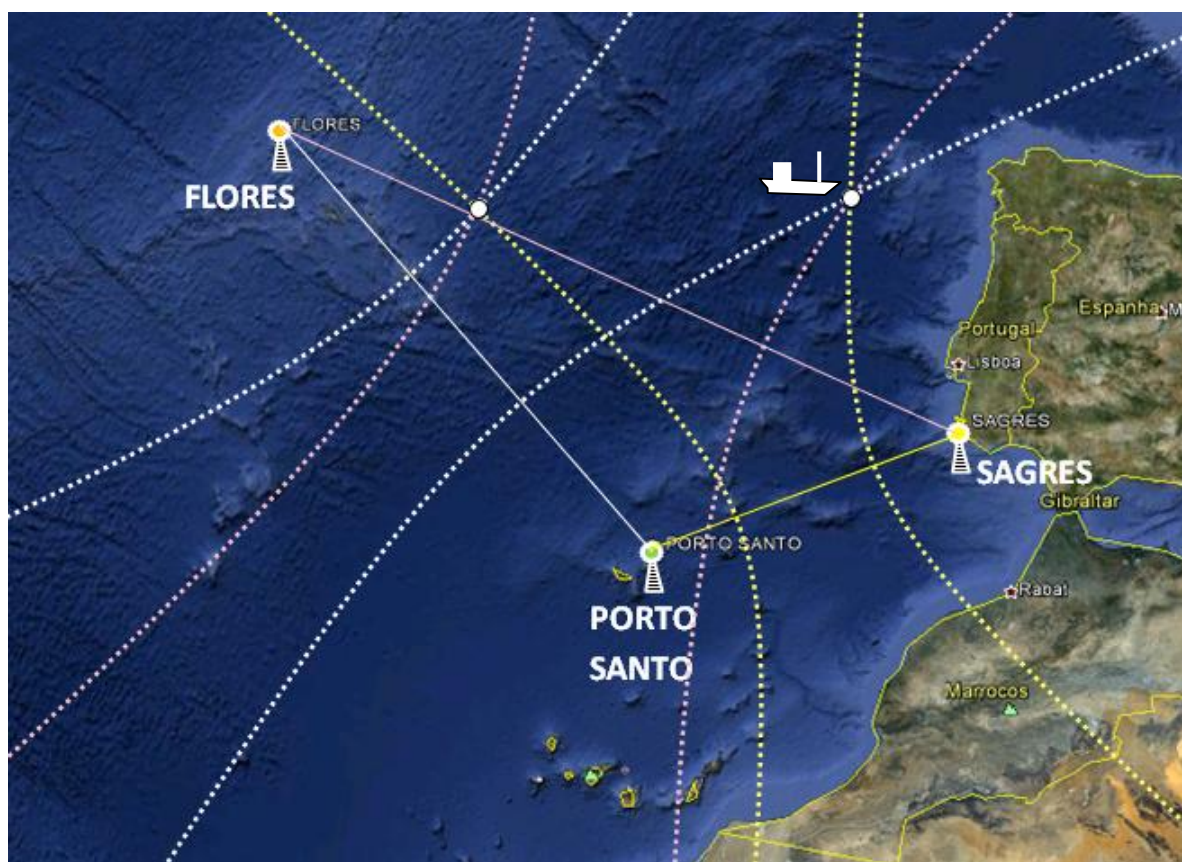 FLORES
FLORES
Portugal
Espanha
M
Lisboa
SAGRES
SAGRES
Gibraltar
PORTO SANTO
Rabat
PORTO
SANTO
Marrocos